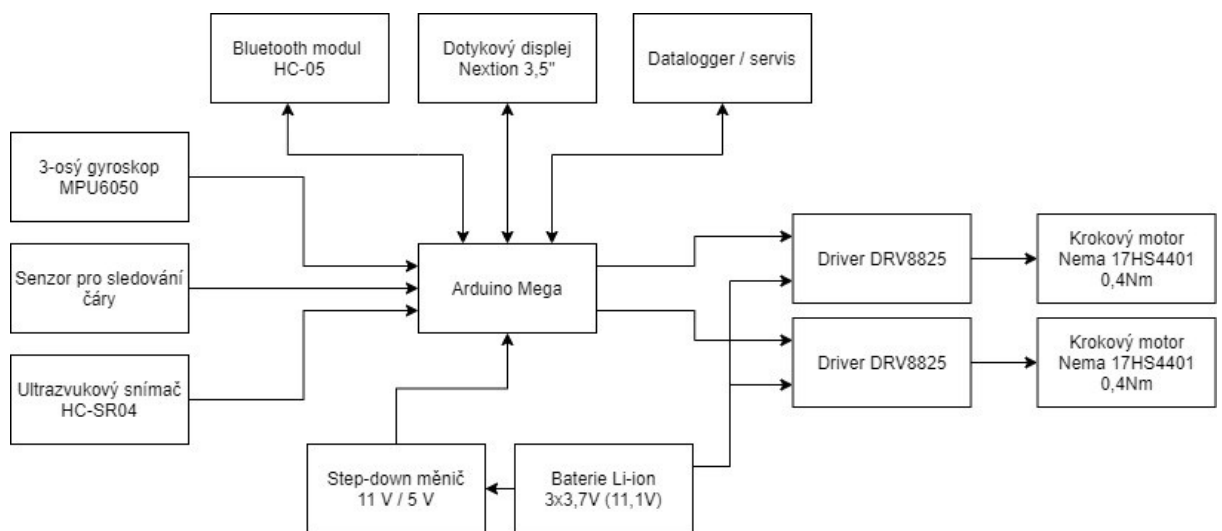 Bluetooth modul
HC-05
Dotykový displej
Nextion 3,5"
Datalogger / servis
3-osý gyroskop
MPU6050
Senzor pro sledování
čáry
Ultrazvukový snímač
HC-SR04
Arduino Mega
Driver DRV8825
Krokový motor
Nema 17HS4401
0,4Nm
Driver DRV8825
Krokový motor
Nema 17HS4401
0,4Nm
Step-down měnič
11 V / 5 V
Baterie Li-ion
3x3,7V (11,1V)